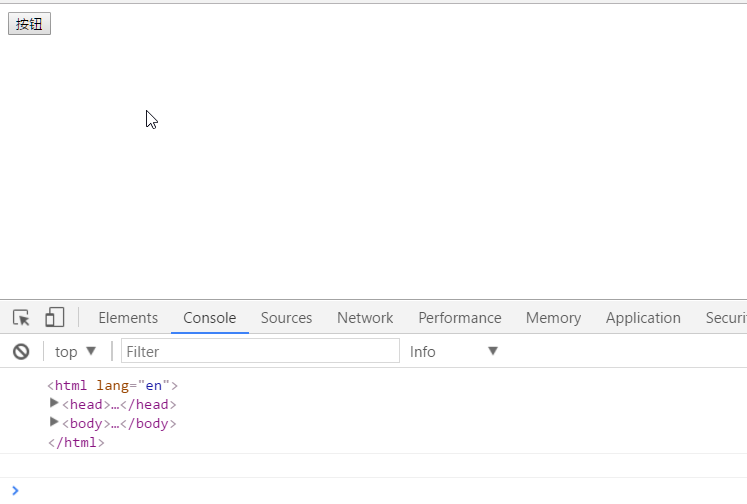 按钮
Elements Console Sources Network Performance Memory Application Securi
top Filter Info
<html lang="en">
<head>…</head>
<body>…</body>
</html>